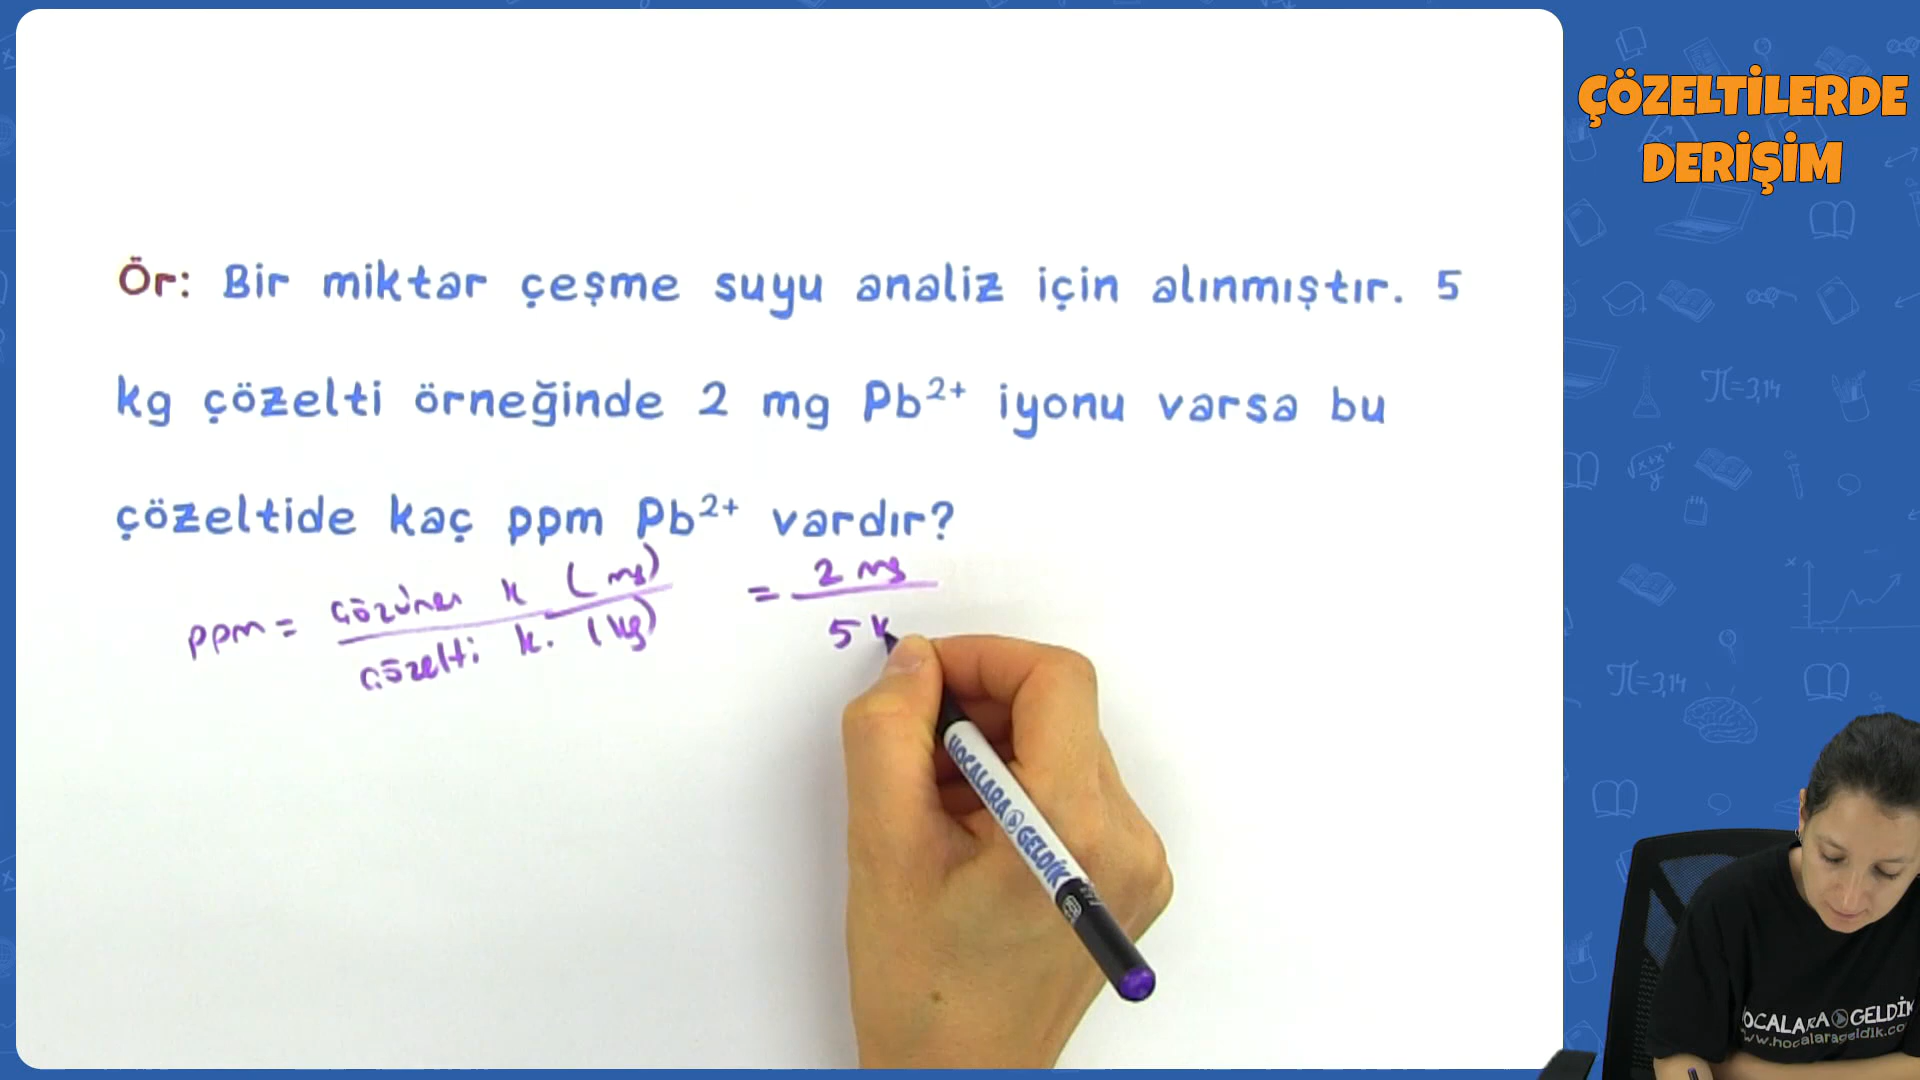 ÇÖZELTİLERDE
DERİŞİM
Ör: Bir miktar çeşme suyu analiz için alınmıştır. 5
kg çözelti örneğinde 2 mg Pb²⁺ iyonu varsa bu
çözeltide kaç ppm Pb²⁺ vardır?
ppm = çözünen k (mg) / çözelti k. (kg) = 2 mg / 5 k
HOCALARA GELDİK
HOCALARA GELDİK
www.hocalarageldik.co
π=3,14
π=3,14